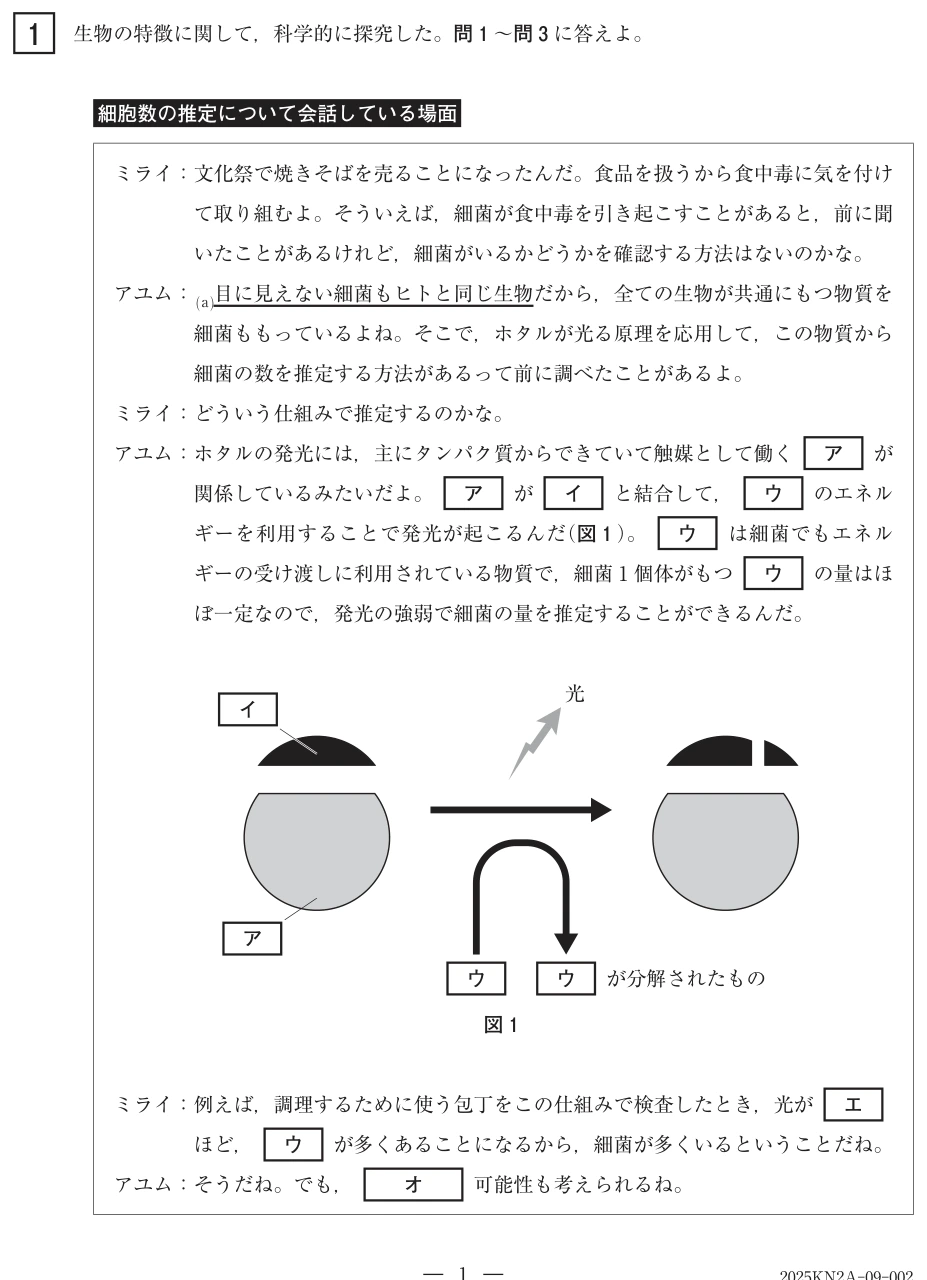 1 生物の特徴に関して，科学的に探究した。問1～問3に答えよ。
細胞数の推定について会話している場面
ミライ：文化祭で焼きそばを売ることになったんだ。食品を扱うから食中毒に気を付け
て取り組むよ。そういえば，細菌が食中毒を引き起こすことがあると，前に聞
いたことがあるけれど，細菌がいるかどうかを確認する方法はないのかな。
アユム：(a)目に見えない細菌もヒトと同じ生物だから，全ての生物が共通にもつ物質を
細菌ももっているよね。そこで，ホタルが光る原理を応用して，この物質から
細菌の数を推定する方法があるって前に調べたことがあるよ。
ミライ：どういう仕組みで推定するのかな。
アユム：ホタルの発光には，主にタンパク質からできていて触媒として働く ア が
関係しているみたいだよ。 ア が イ と結合して， ウ のエネル
ギーを利用することで発光が起こるんだ(図1)。 ウ は細菌でもエネル
ギーの受け渡しに利用されている物質で，細菌1個体がもつ ウ の量はほ
ぼ一定なので，発光の強弱で細菌の量を推定することができるんだ。
光
イ
ア
ウ ウ が分解されたもの
図1
ミライ：例えば，調理するために使う包丁をこの仕組みで検査したとき，光が エ
ほど， ウ が多くあることになるから，細菌が多くいるということだね。
アユム：そうだね。でも， オ 可能性も考えられるね。
— 1 —
2025KN2A-09-002